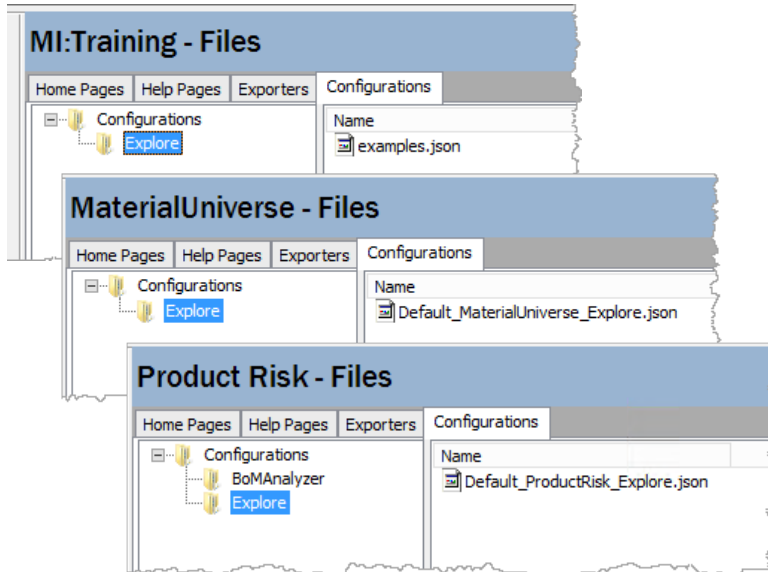 MI:Training - Files
Home Pages Help Pages Exporters Configurations
Configurations Name
Explore examples.json
MaterialUniverse - Files
Home Pages Help Pages Exporters Configurations
Configurations Name
Explore Default_MaterialUniverse_Explore.json
Product Risk - Files
Home Pages Help Pages Exporters Configurations
Configurations Name
BoMAnalyzer Default_ProductRisk_Explore.json
Explore